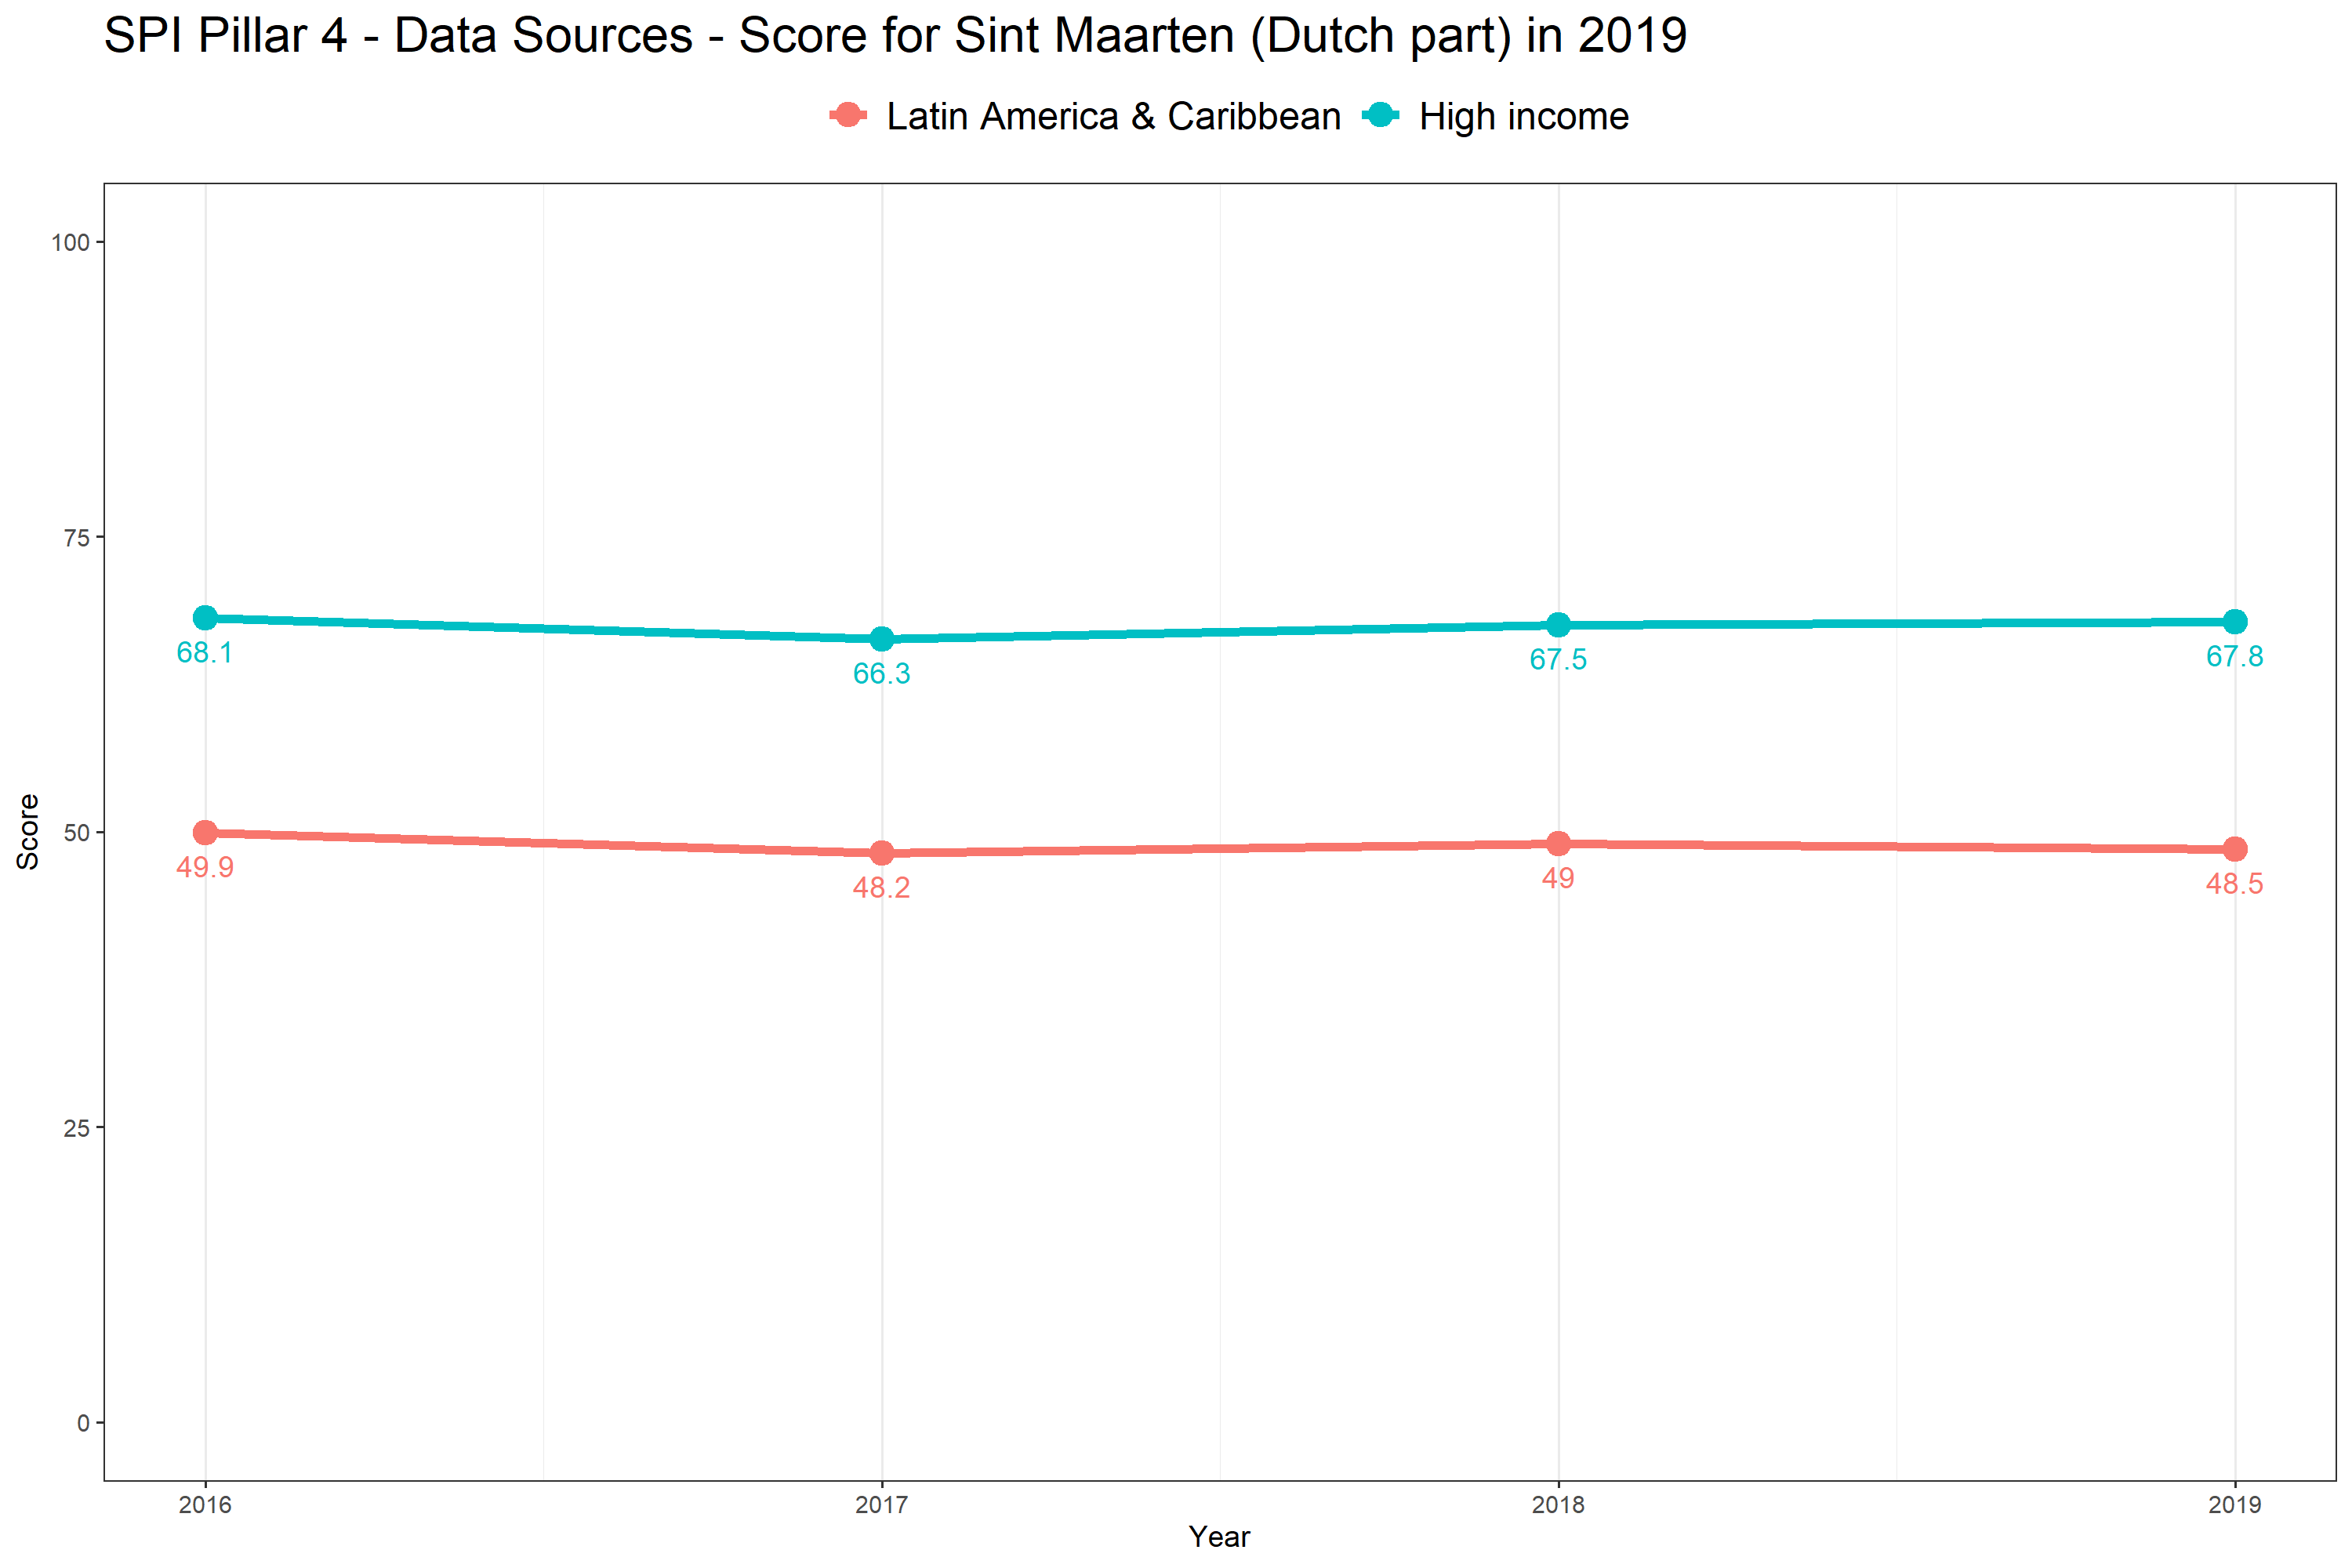 SPI Pillar 4 - Data Sources - Score for Sint Maarten (Dutch part) in 2019
Latin America & Caribbean High income
100
75
50
25
0
Score
68.1
66.3
67.5
67.8
49.9
48.2
49
48.5
2016 2017 2018 2019
Year